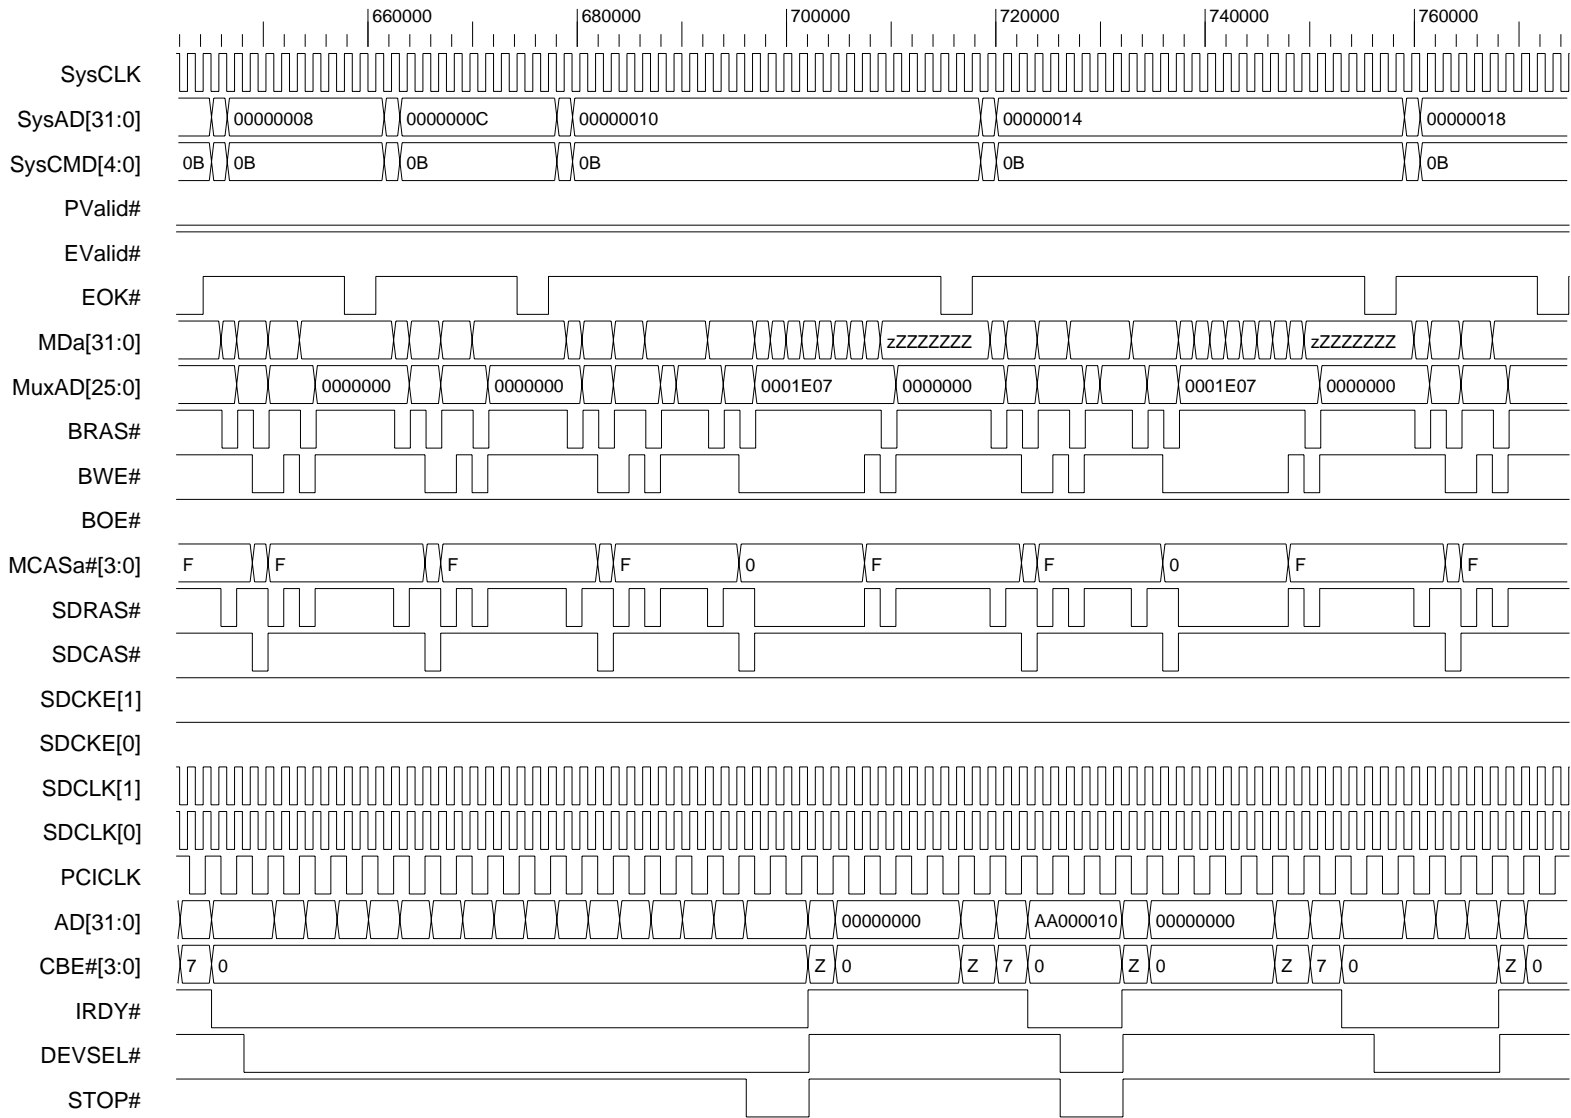 660000 680000 700000 720000 740000 760000
SysCLK
SysAD[31:0] 00000008 0000000C 00000010 00000014 00000018
SysCMD[4:0] 0B 0B 0B 0B 0B 0B
PValid#
EValid#
EOK#
MDa[31:0] zZZZZZZZ zZZZZZZZ
MuxAD[25:0] 0000000 0000000 0001E07 0000000 0001E07 0000000
BRAS#
BWE#
BOE#
MCASa#[3:0] F F F F 0 F F 0 F F
SDRAS#
SDCAS#
SDCKE[1]
SDCKE[0]
SDCLK[1]
SDCLK[0]
PCICLK
AD[31:0] 00000000 AA000010 00000000
CBE#[3:0] 7 0 Z 0 Z 7 0 Z 0 Z 7 0 Z 0
IRDY#
DEVSEL#
STOP#